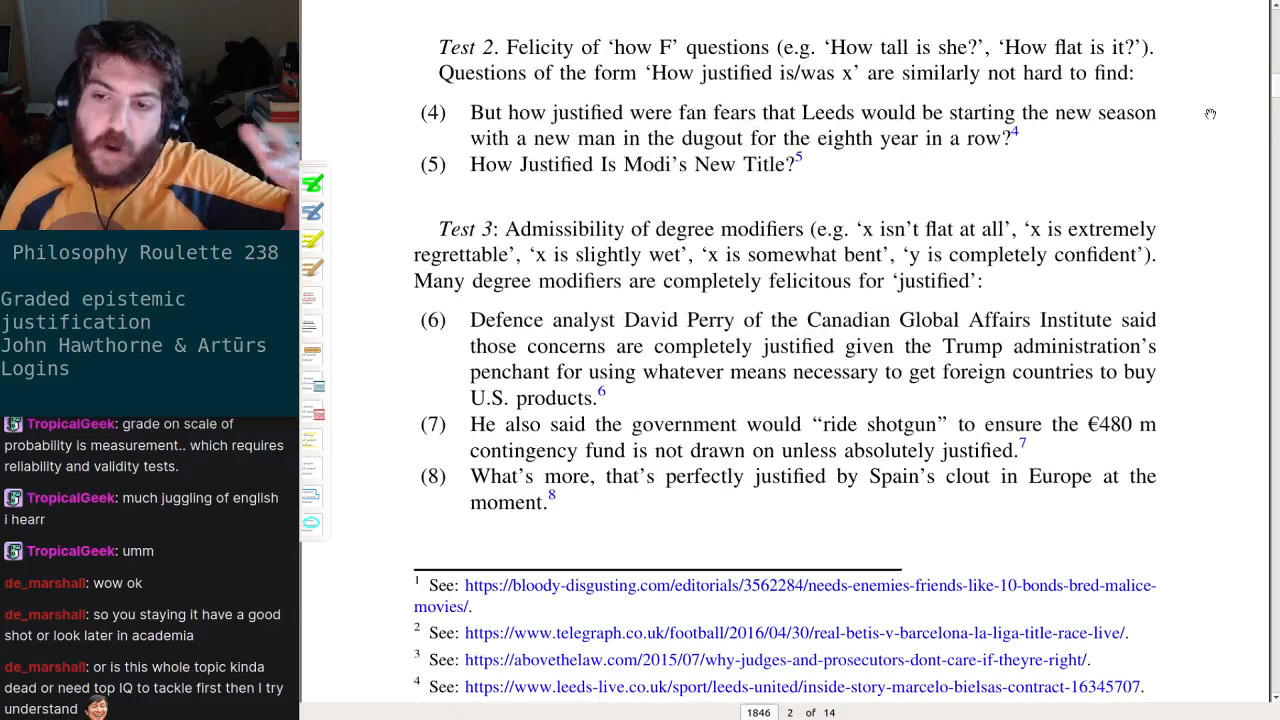 Test 2. Felicity of ‘how F’ questions (e.g. ‘How tall is she?’, ‘How flat is it?’).
Questions of the form ‘How justified is/was x’ are similarly not hard to find:
(4) But how justified were fan fears that Leeds would be starting the new season
with a new man in the dugout for the eighth year in a row?4
(5) How Justified Is Modi’s New Title?5
Test 3: Admissibility of degree modifiers (e.g. ‘x isn’t flat at all’, ‘x is extremely
regrettable’, ‘x is slightly wet’, ‘x is somewhat bent’, ‘y is completely confident’).
Many degree modifiers are completely felicitous for ‘justified’:
(6) Defence analyst David Perry of the Canadian Global Affairs Institute said
those concerns are completely justified given the Trump administration’s
penchant for using whatever means necessary to get foreign countries to buy
U.S. products.6
(7) He also said the government would “ride shotgun” to ensure the €480 m
contingency fund is not drawn on unless absolutely justified.7
(8) What’s more, that’s perfectly justified by Spain’s clout in Europe at the
moment.8
1 See: https://bloody-disgusting.com/editorials/3562284/needs-enemies-friends-like-10-bonds-bred-malice-
movies/.
2 See: https://www.telegraph.co.uk/football/2016/04/30/real-betis-v-barcelona-la-liga-title-race-live/.
3 See: https://abovethelaw.com/2015/07/why-judges-and-prosecutors-dont-care-if-theyre-right/.
4 See: https://www.leeds-live.co.uk/sport/leeds-united/inside-story-marcelo-bielsas-contract-16345707.
1846 2 of 14
Philosophy Roulette 238
Graded epistemic
justification
John Hawthorne & Artūrs
Logins
TropicalGeek: grade on scale of
probability is measurement.. which requires
reliability and validity tests.
TropicalGeek: much juggling of english
i hearr
TropicalGeek: umm
de_marshall: wow ok
de_marshall: so you staying it have a good
shot or look later in academia
de_marshall: or is this whole topic kinda
dead or need top IQ to tackle first then I try
understand